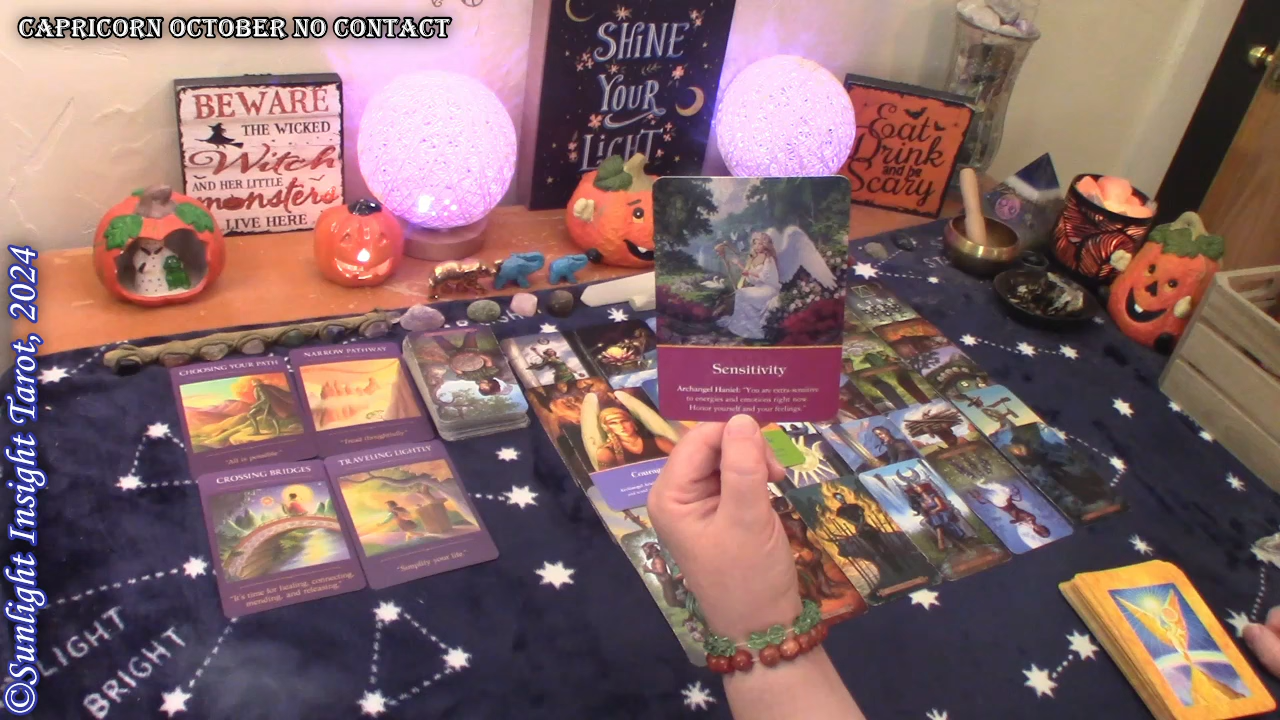 CAPRICORN OCTOBER NO CONTACT
©Sunlight Insight Tarot, 2024
BEWARE
THE WICKED
Witch
AND HER LITTLE
monsters
LIVE HERE
SHINE
YOUR
LIGHT
Eat
Drink
and be
Scary
CHOOSING YOUR PATH
"All is possible"
NARROW PATHWAY
"Tread thoughtfully."
CROSSING BRIDGES
"It's time for healing, connecting,
mending, and releasing."
TRAVELING LIGHTLY
"Simplify your life."
Sensitivity
Archangel Haniel: "You are extra-sensitive
to energies and emotions right now.
Honor yourself and your feelings."
LIGHT
BRIGHT